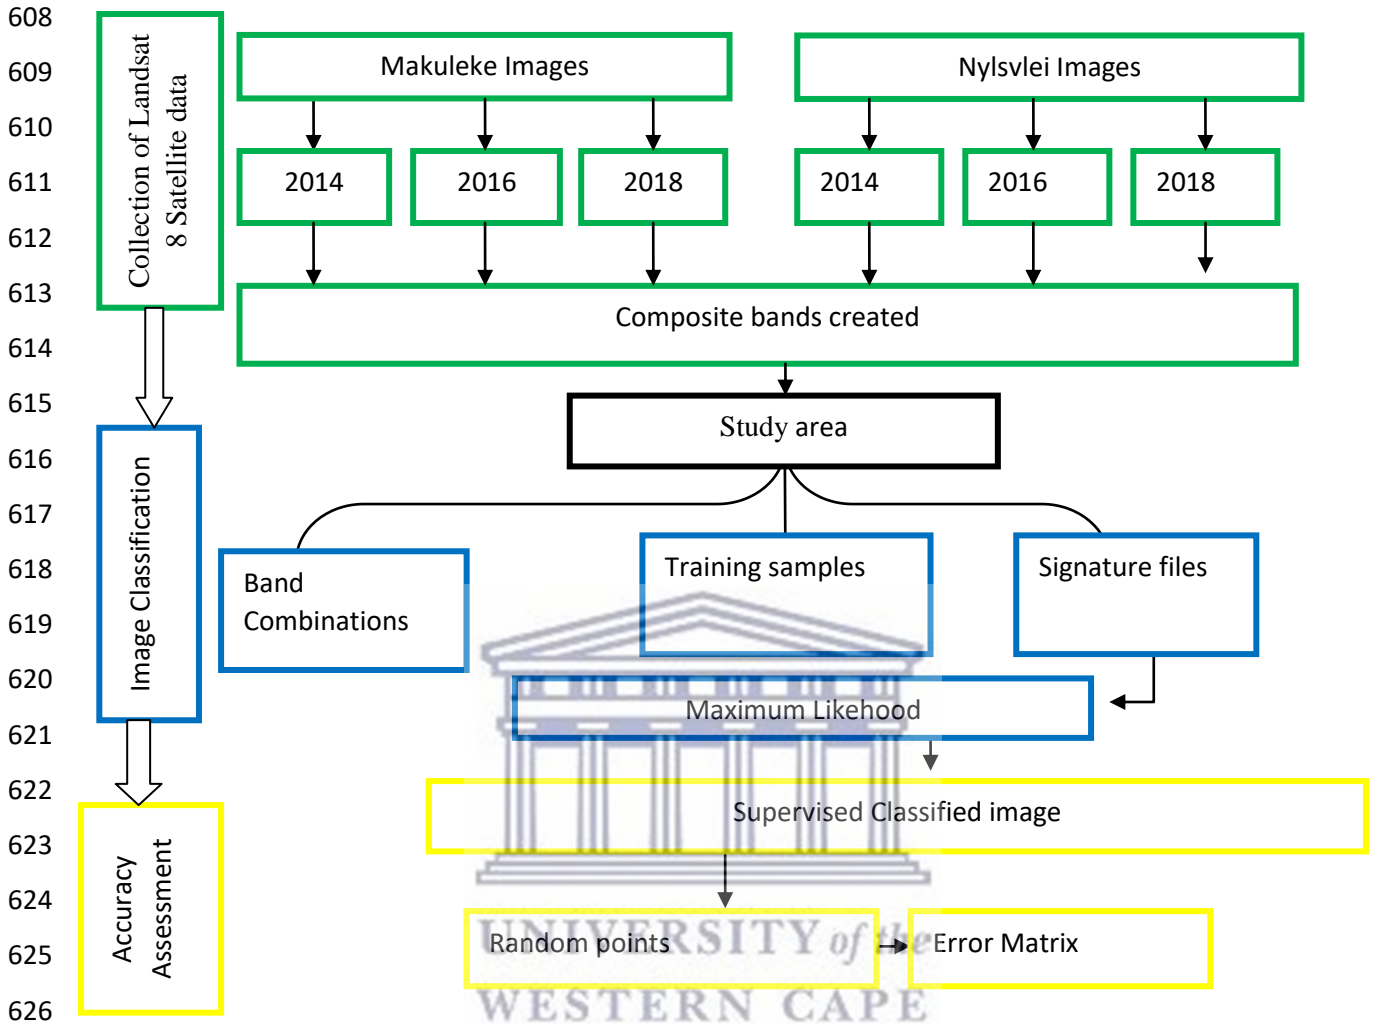 608
609
610
611
612
613
614
615
616
617
618
619
620
621
622
623
624
625
626
Collection of Landsat
8 Satellite data
Makuleke Images
Nylsvlei Images
2014
2016
2018
2014
2016
2018
Composite bands created
Study area
Image Classification
Band
Combinations
Training samples
Signature files
Maximum Likehood
Supervised Classified image
Accuracy
Assessment
Random points
Error Matrix
UNIVERSITY of the
WESTERN CAPE